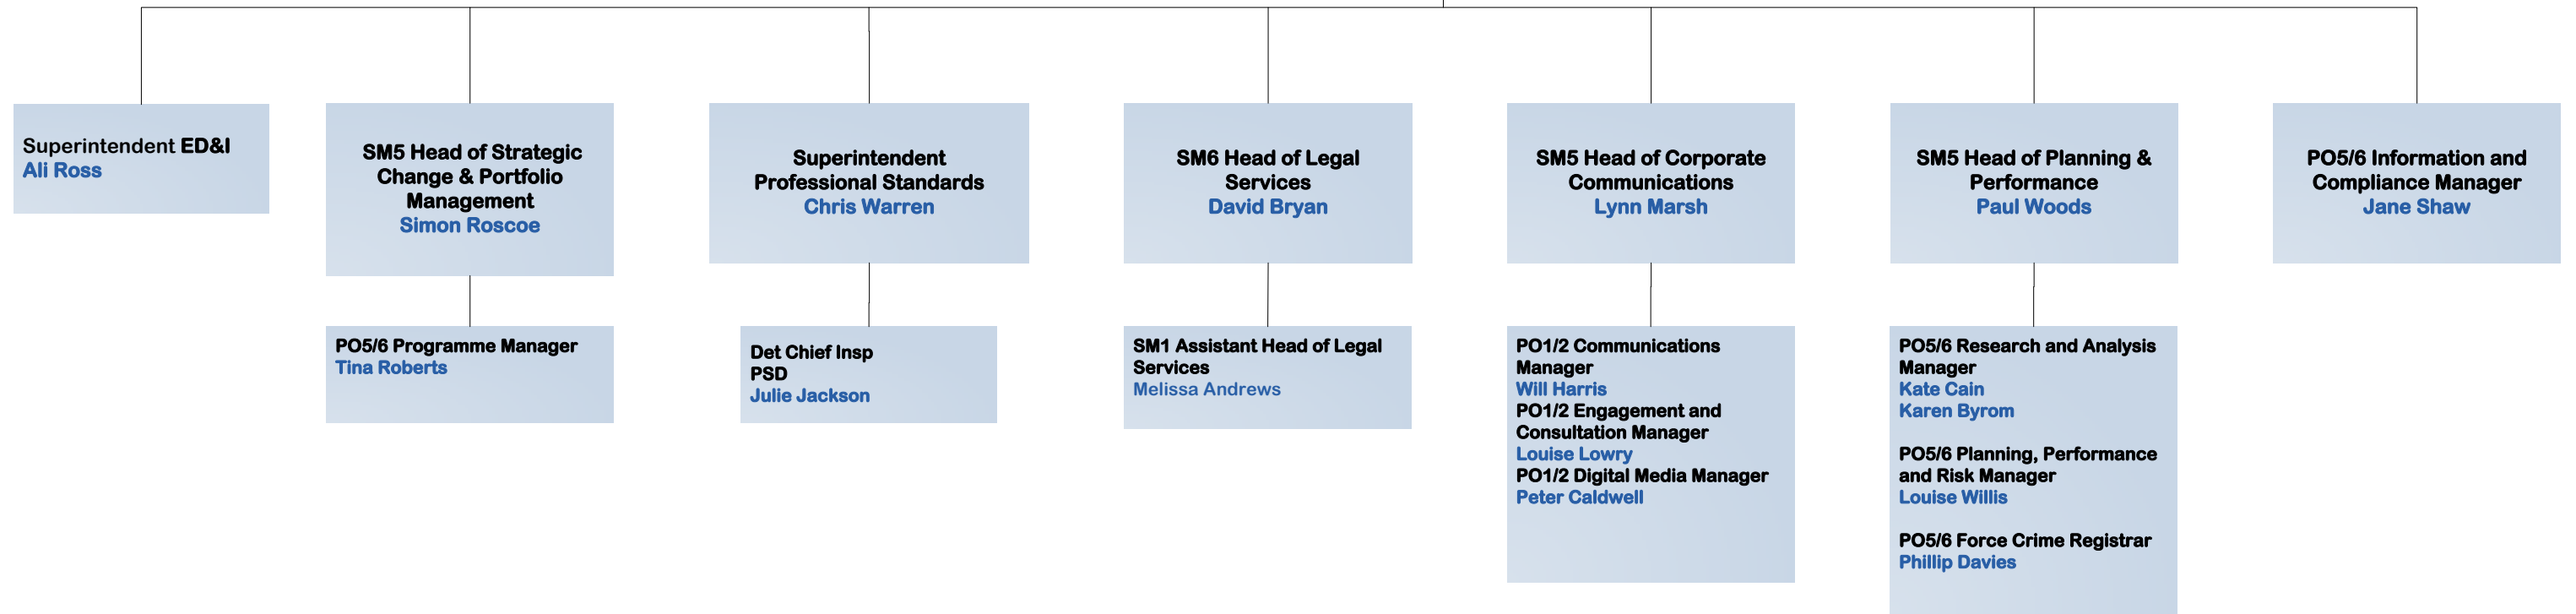 Superintendent ED&I
Ali Ross
SM5 Head of Strategic
Change & Portfolio
Management
Simon Roscoe
Superintendent
Professional Standards
Chris Warren
SM6 Head of Legal
Services
David Bryan
SM5 Head of Corporate
Communications
Lynn Marsh
SM5 Head of Planning &
Performance
Paul Woods
PO5/6 Information and
Compliance Manager
Jane Shaw
PO5/6 Programme Manager
Tina Roberts
Det Chief Insp
PSD
Julie Jackson
SM1 Assistant Head of Legal
Services
Melissa Andrews
PO1/2 Communications
Manager
Will Harris
PO1/2 Engagement and
Consultation Manager
Louise Lowry
PO1/2 Digital Media Manager
Peter Caldwell
PO5/6 Research and Analysis
Manager
Kate Cain
Karen Byrom
PO5/6 Planning, Performance
and Risk Manager
Louise Willis
PO5/6 Force Crime Registrar
Phillip Davies